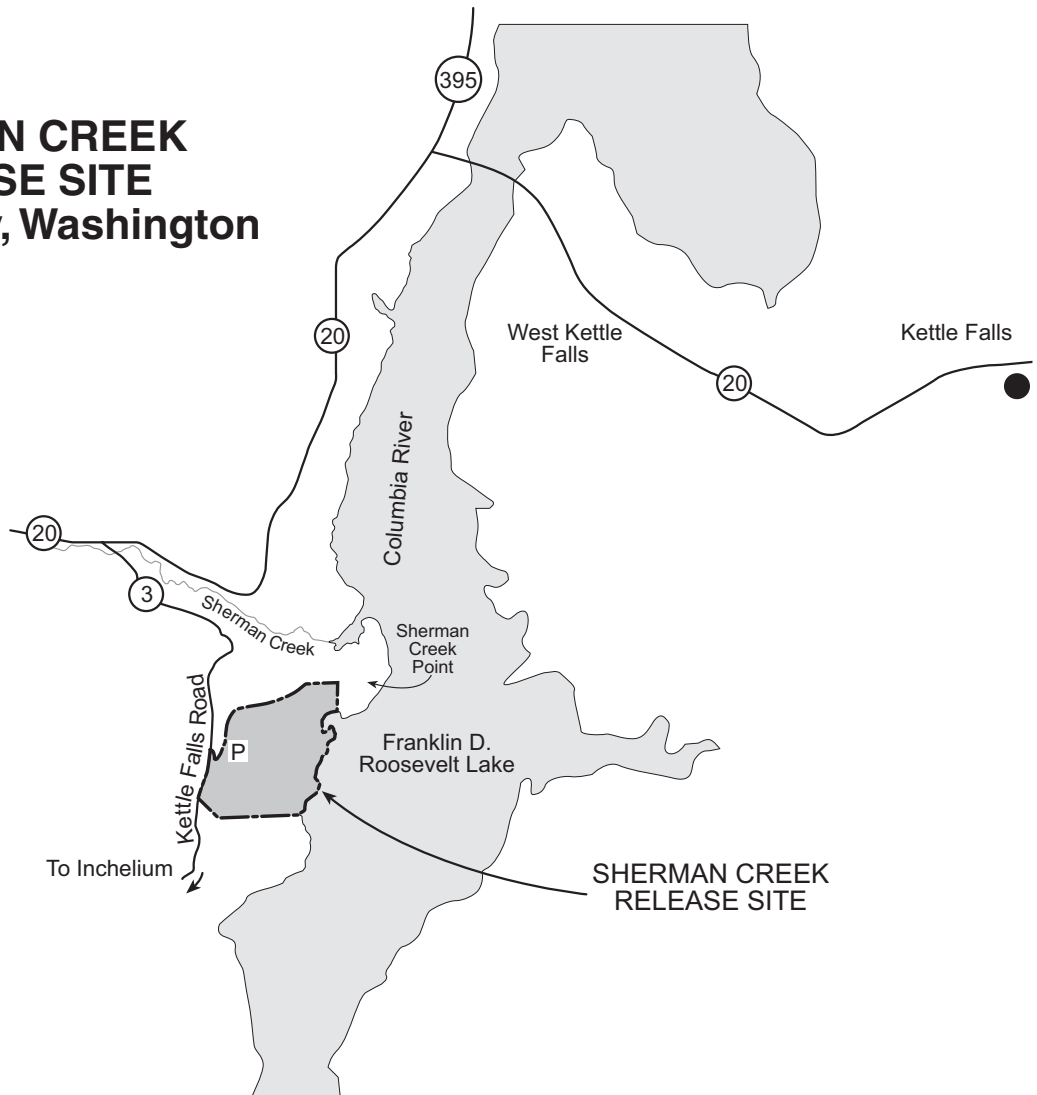 N CREEK
SE SITE
, Washington
395
20
West Kettle
Falls
Kettle Falls
20
Columbia River
20
3
Sherman Creek
Sherman
Creek
Point
Kettle Falls Road
P
Franklin D.
Roosevelt Lake
To Inchelium
SHERMAN CREEK
RELEASE SITE